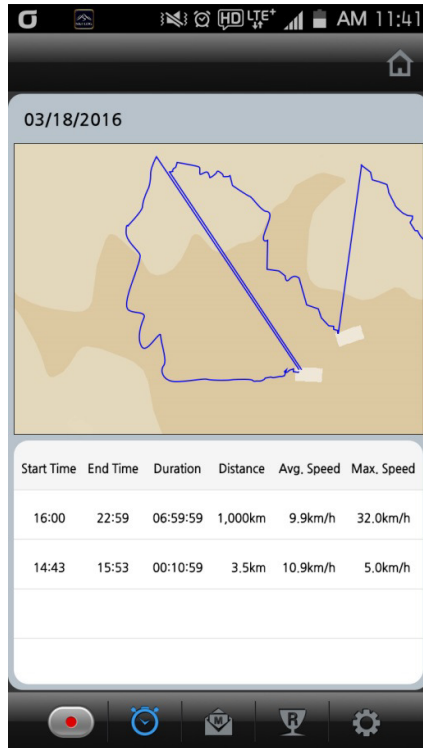 HD LTE+ AM 11:41
03/18/2016
Start Time End Time Duration Distance Avg. Speed Max. Speed
16:00 22:59 06:59:59 1,000km 9.9km/h 32.0km/h
14:43 15:53 00:10:59 3.5km 10.9km/h 5.0km/h
M R